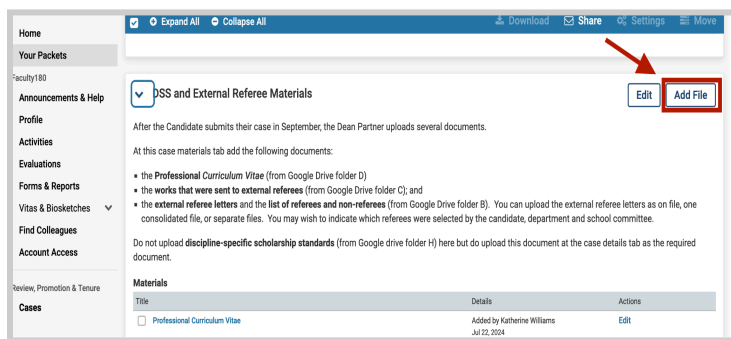 Expand All Collapse All Download Share Settings Move
Home
Your Packets
Faculty180
Announcements & Help
Profile
Activities
Evaluations
Forms & Reports
Vitas & Biosketches
Find Colleagues
Account Access
Review, Promotion & Tenure
Cases
DSS and External Referee Materials
Edit Add File
After the Candidate submits their case in September, the Dean Partner uploads several documents.
At this case materials tab add the following documents:
▪ the Professional Curriculum Vitae (from Google Drive folder D)
▪ the works that were sent to external referees (from Google Drive folder C); and
▪ the external referee letters and the list of referees and non-referees (from Google Drive folder B). You can upload the external referee letters as on file, one
consolidated file, or separate files. You may wish to indicate which referees were selected by the candidate, department and school committee.
Do not upload discipline-specific scholarship standards (from Google drive folder H) here but do upload this document at the case details tab as the required
document.
Materials
Title Details Actions
Professional Curriculum Vitae Added by Katherine Williams Edit
Jul 22, 2024